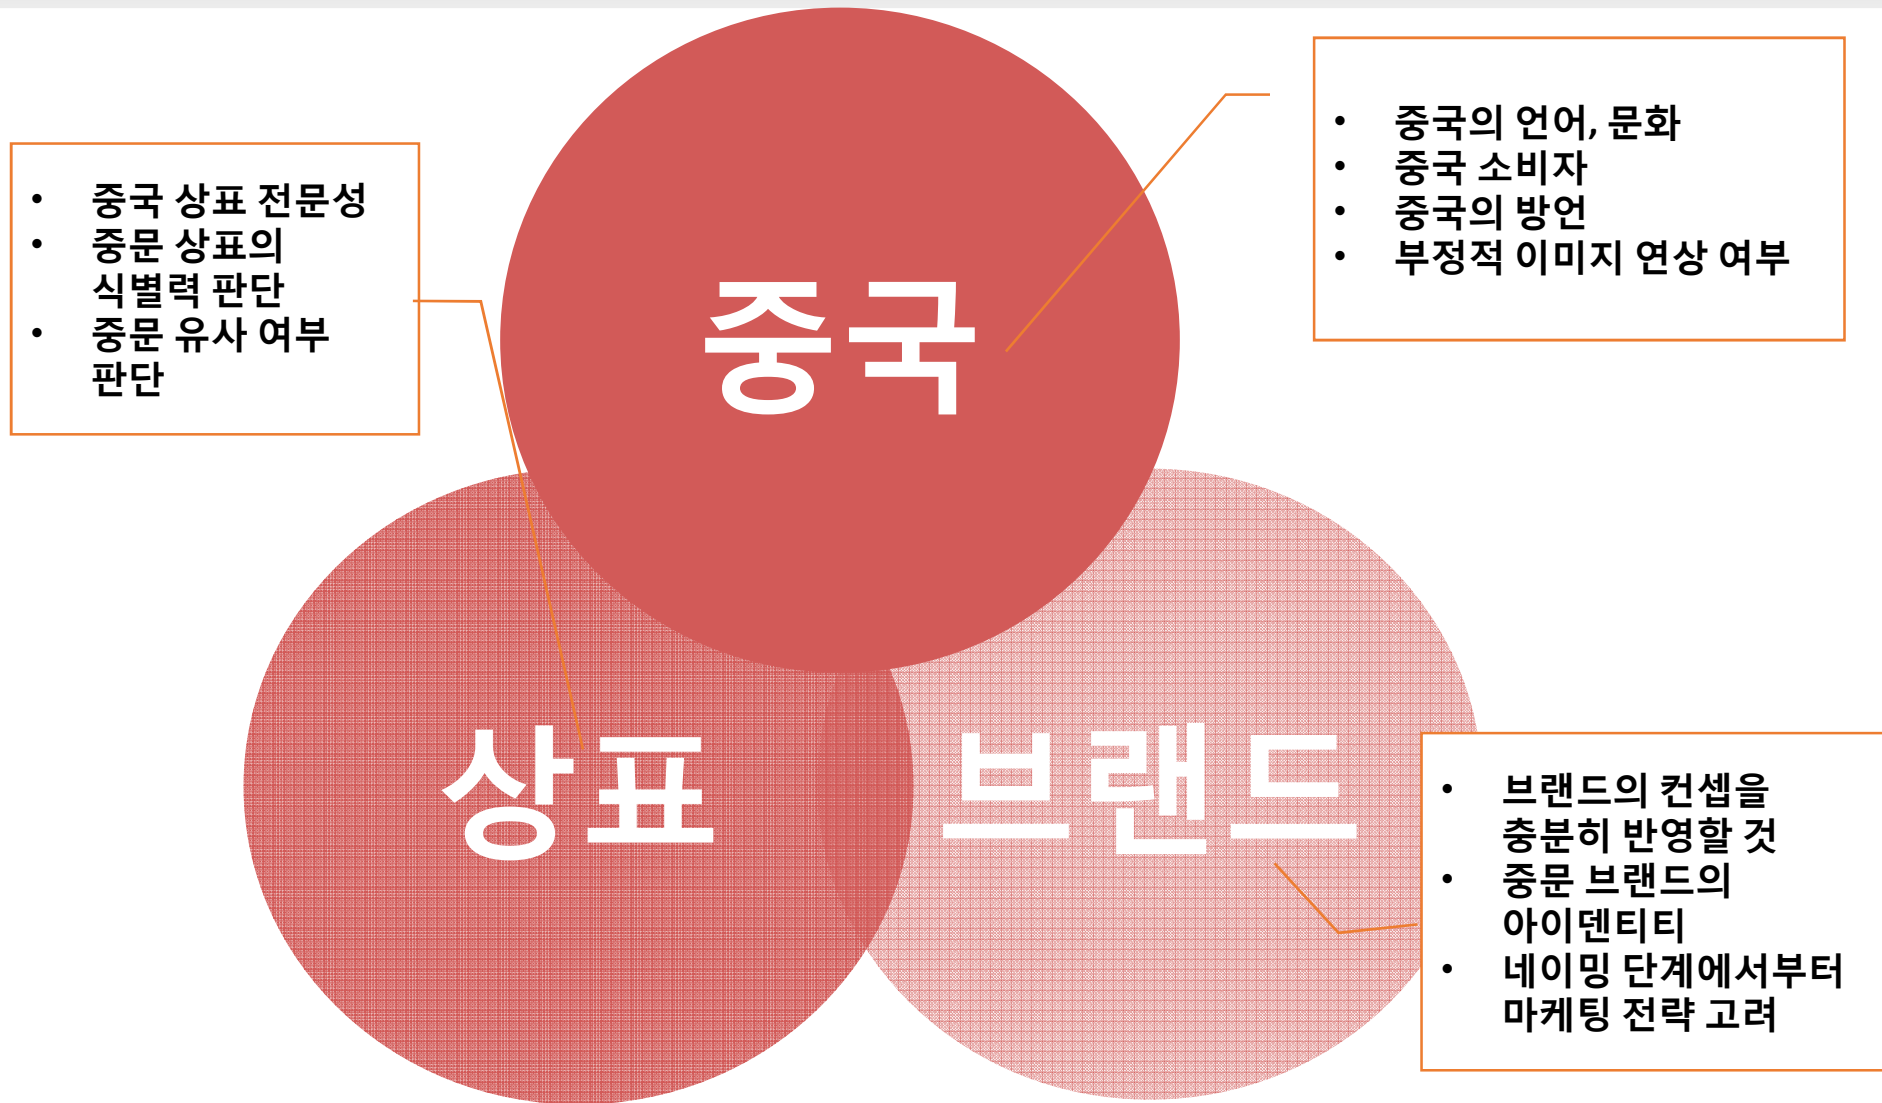 • 중국 상표 전문성
• 중문 상표의
식별력 판단
• 중문 유사 여부
판단
중국
• 중국의 언어, 문화
• 중국 소비자
• 중국의 방언
• 부정적 이미지 연상 여부
상표
브랜드
• 브랜드의 컨셉을
충분히 반영할 것
• 중문 브랜드의
아이덴티티
• 네이밍 단계에서부터
마케팅 전략 고려